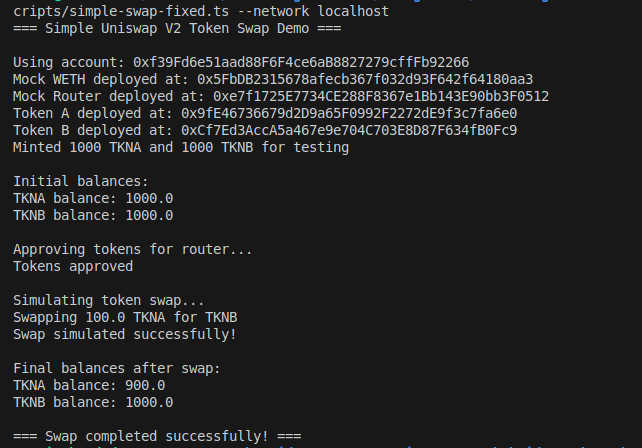 cripts/simple-swap-fixed.ts --network localhost
=== Simple Uniswap V2 Token Swap Demo ===
Using account: 0xf39Fd6e51aad88F6F4ce6aB8827279cffFb92266
Mock WETH deployed at: 0x5FbDB2315678afecb367f032d93F642f64180aa3
Mock Router deployed at: 0xe7f1725E7734CE288F8367e1Bb143E90bb3F0512
Token A deployed at: 0x9fE46736679d2D9a65F0992F2272dE9f3c7fa6e0
Token B deployed at: 0xCf7Ed3AccA5a467e9e704C703E8D87F634fB0Fc9
Minted 1000 TKNA and 1000 TKNB for testing
Initial balances:
TKNA balance: 1000.0
TKNB balance: 1000.0
Approving tokens for router...
Tokens approved
Simulating token swap...
Swapping 100.0 TKNA for TKNB
Swap simulated successfully!
Final balances after swap:
TKNA balance: 900.0
TKNB balance: 1000.0
=== Swap completed successfully! ===